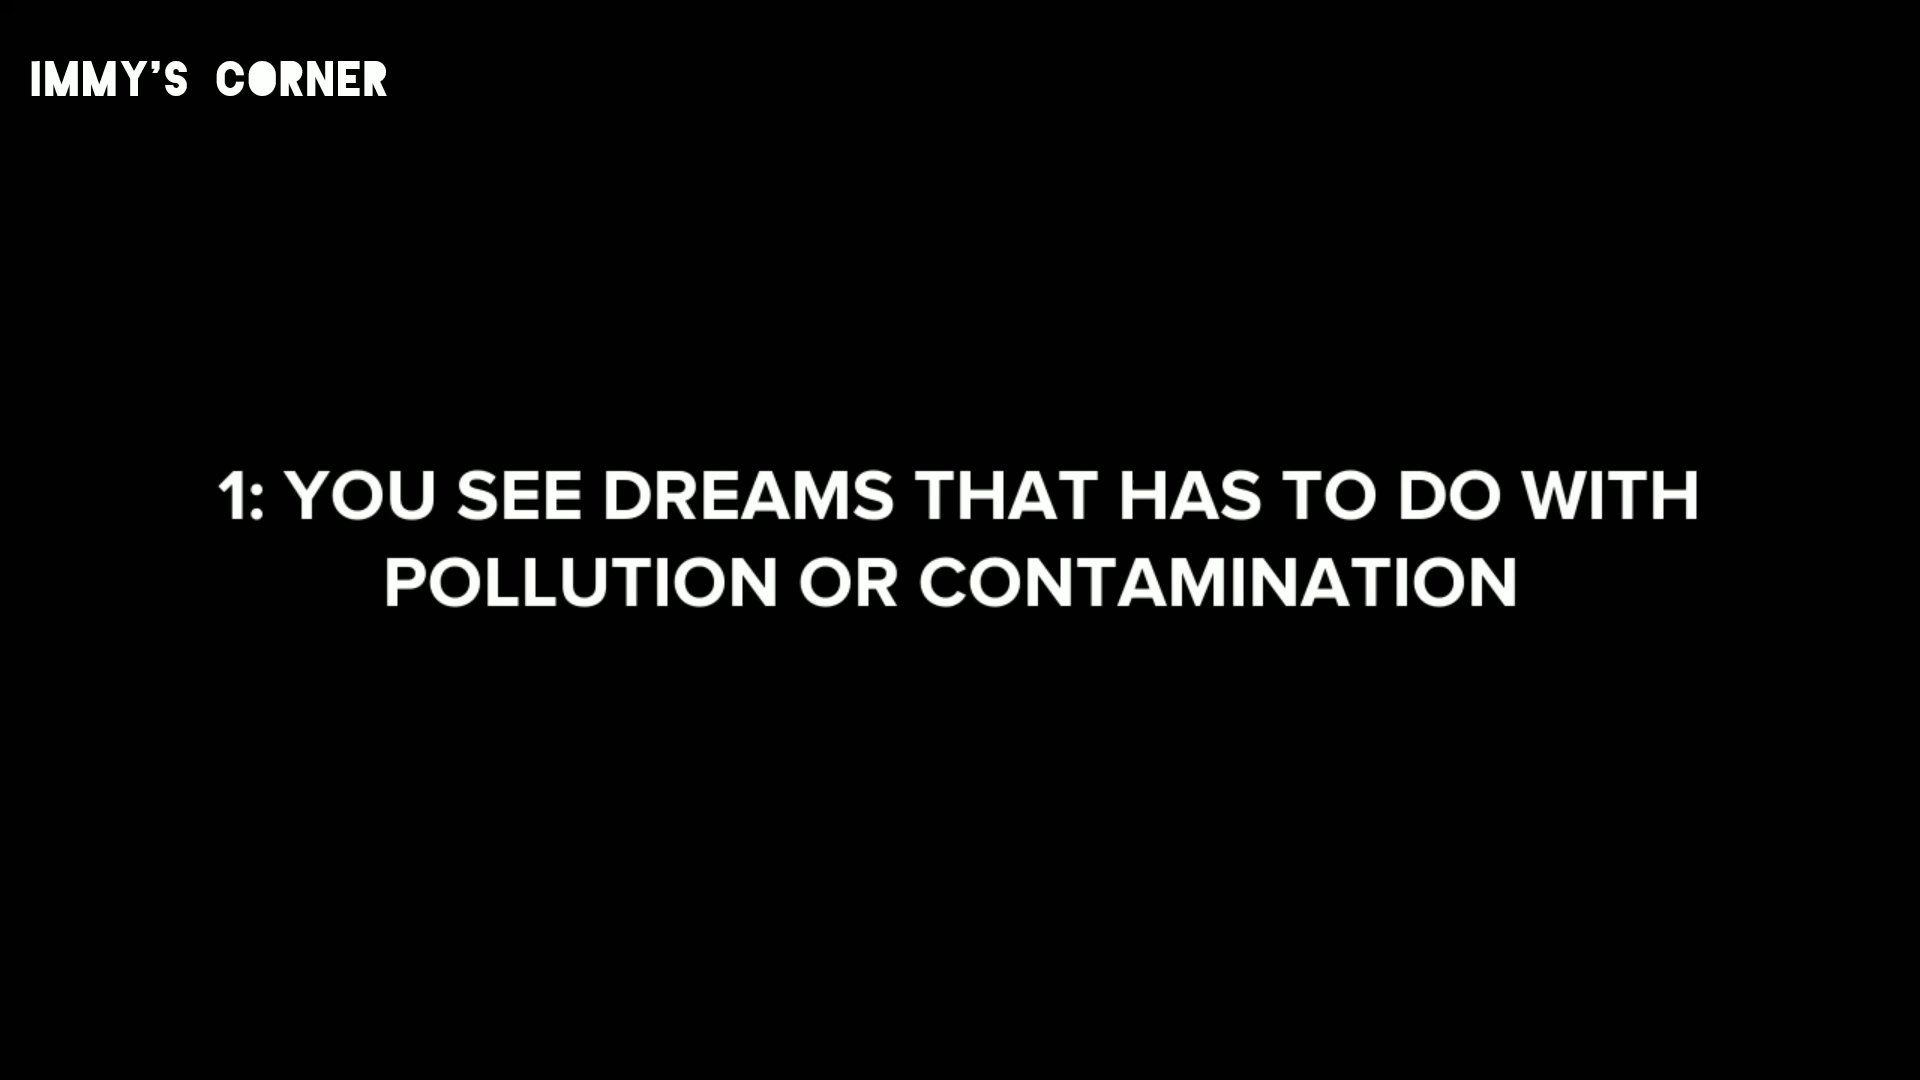 IMMY'S CORNER
1: YOU SEE DREAMS THAT HAS TO DO WITH
POLLUTION OR CONTAMINATION